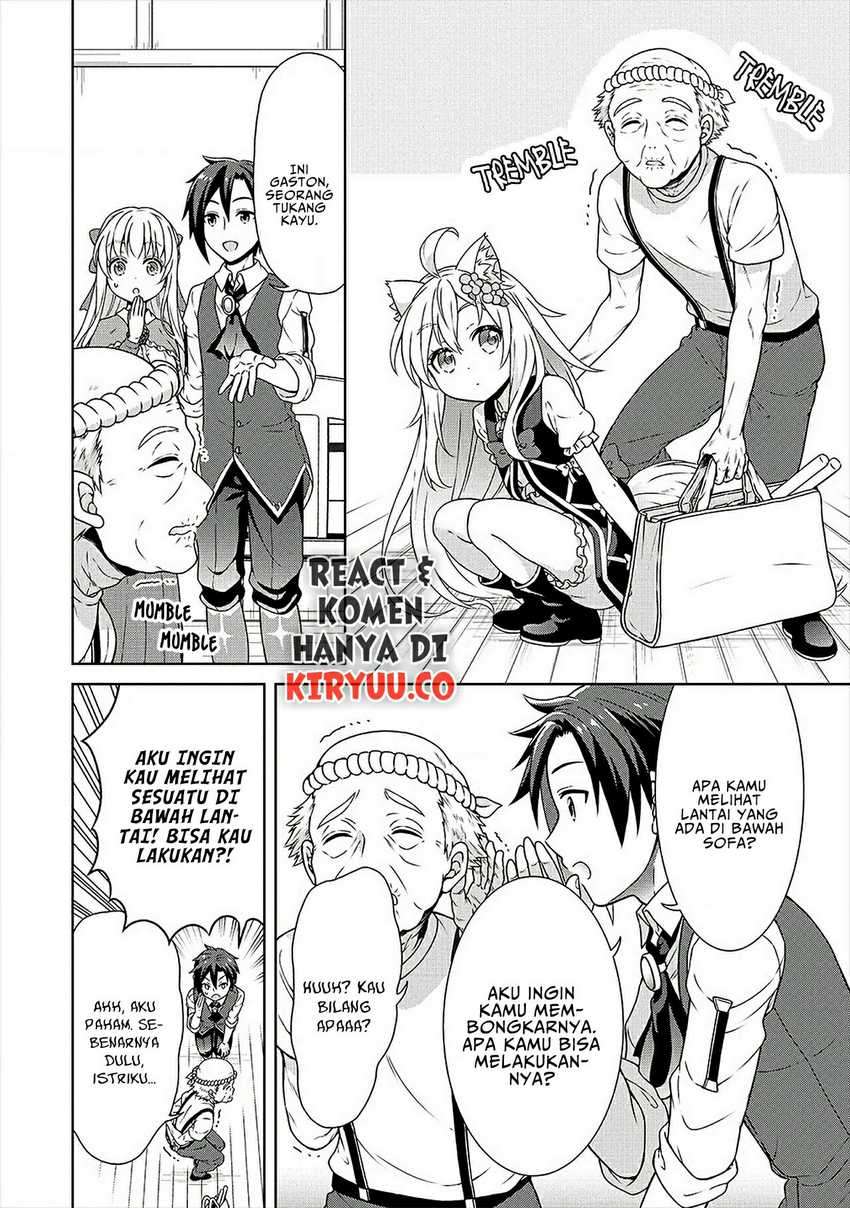 TREMBLE
TREMBLE
INI
GASTON,
SEORANG
TUKANG
KAYU.
MUMBLE
MUMBLE
REACT &
KOMEN
HANYA DI
KIRYUU.CO
APA KAMU
MELIHAT
LANTAI YANG
ADA DI BAWAH
SOFA?
AKU INGIN
KAMU MEM-
BONGKARNYA.
APA KAMU BISA
MELAKUKAN-
NYA?
HUUH? KAU
BILANG
APAAA?
AKU INGIN
KAU MELIHAT
SESUATU DI
BAWAH LAN-
TAI! BISA KAU
LAKUKAN?!
AHH, AKU
PAHAM. SE-
BENARNYA
DULU,
ISTRIKU...